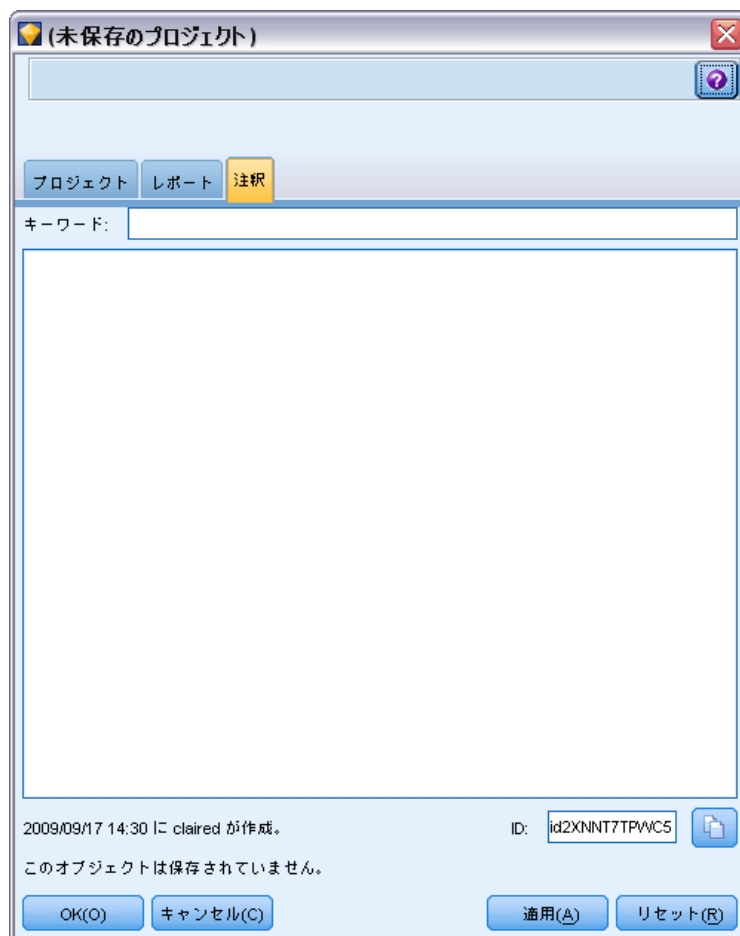 (未保存のプロジェクト)
プロジェクト レポート 注釈
キーワード:
2009/09/17 14:30 に claired が作成。 ID: id2XNNT7TPWC5
このオブジェクトは保存されていません。
OK(O) キャンセル(C) 適用(A) リセット(R)